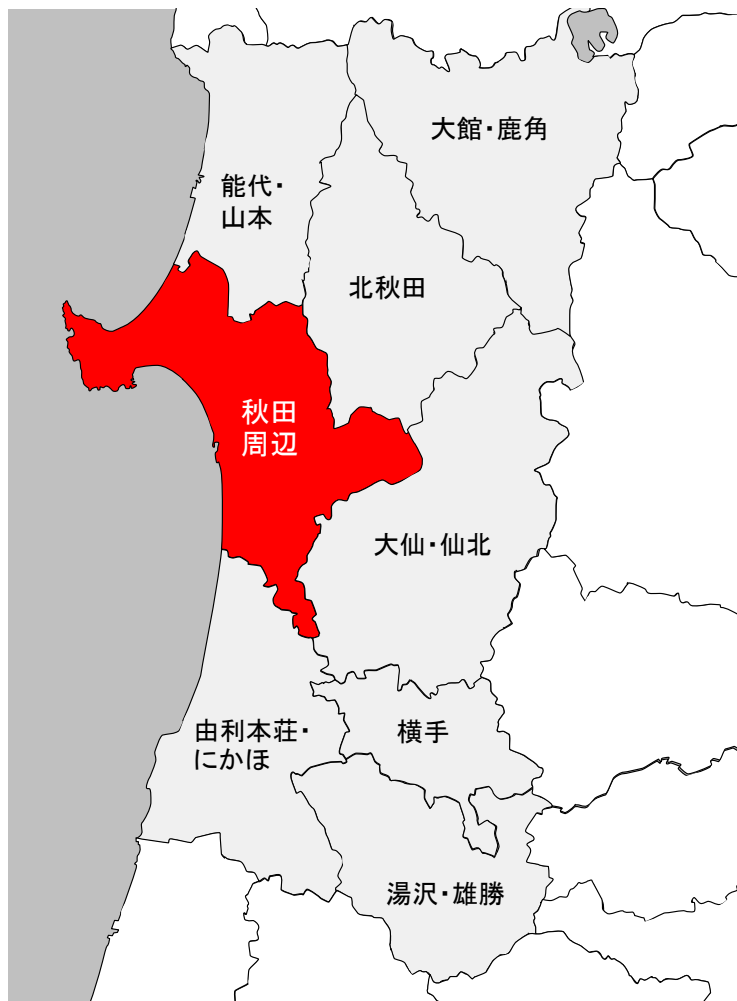 大館・鹿角
能代・
山本
北秋田
秋田
周辺
大仙・仙北
由利本荘・
にかほ
横手
湯沢・雄勝